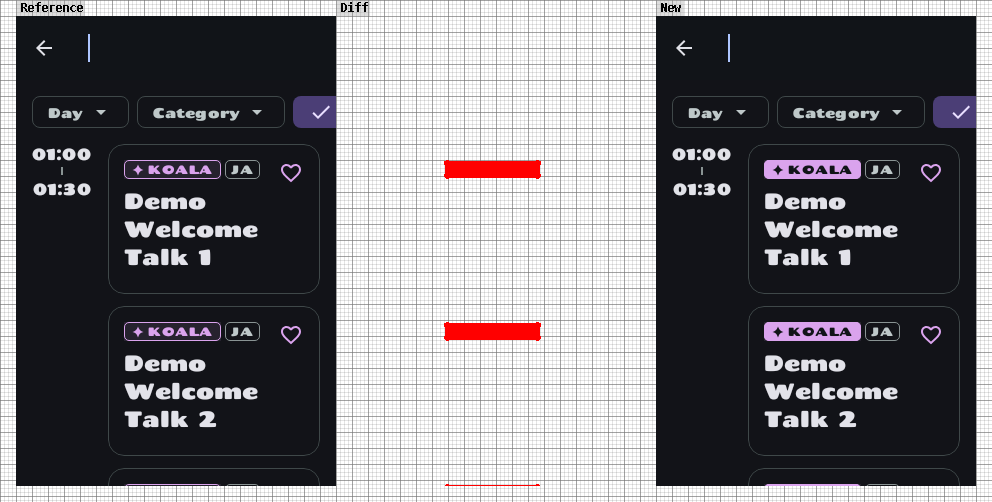 Reference Diff New
Day Category
01:00
01:30
KOALA JA
Demo
Welcome
Talk 1
KOALA JA
Demo
Welcome
Talk 2
Day Category
01:00
01:30
KOALA JA
Demo
Welcome
Talk 1
KOALA JA
Demo
Welcome
Talk 2